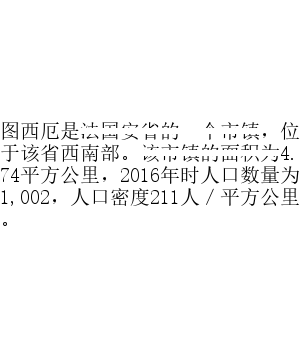 图西厄是法国安省的 个市镇，位
于该省西南部。该市镇的面积为4.
74平方公里，2016年时人口数量为
1,002，人口密度211人／平方公里
。